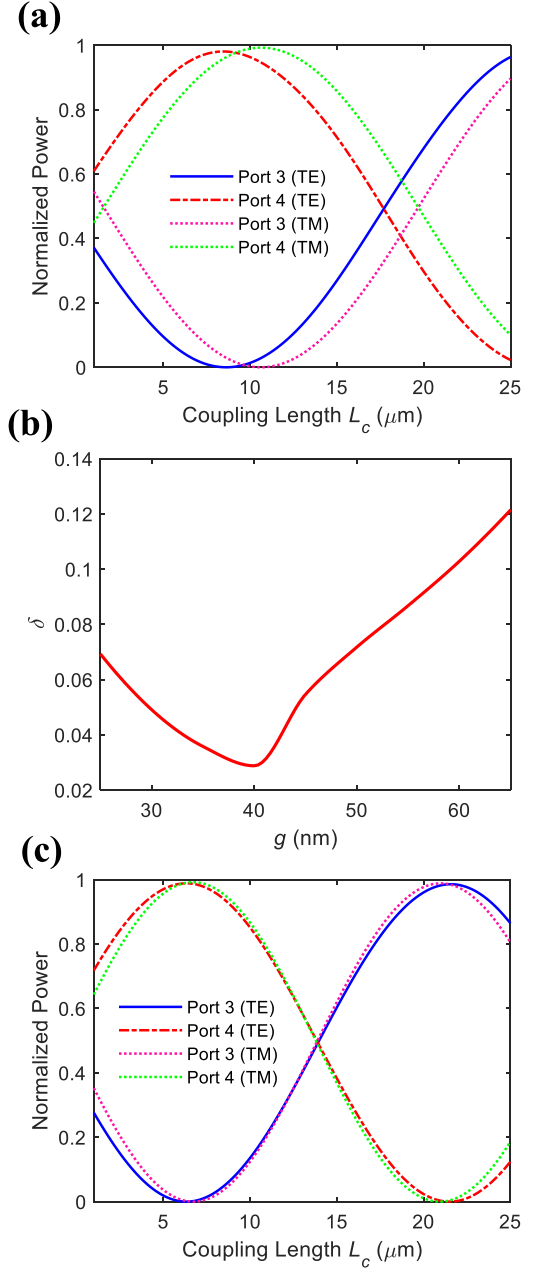 (a)
1
0.8
0.6
0.4
0.2
0
Normalized Power
Port 3 (TE)
Port 4 (TE)
Port 3 (TM)
Port 4 (TM)
5 10 15 20 25
Coupling Length L_c (μm)
(b)
0.14
0.12
0.1
0.08
0.06
0.04
0.02
δ
30 40 50 60
g (nm)
(c)
1
0.8
0.6
0.4
0.2
0
Normalized Power
Port 3 (TE)
Port 4 (TE)
Port 3 (TM)
Port 4 (TM)
5 10 15 20 25
Coupling Length L_c (μm)